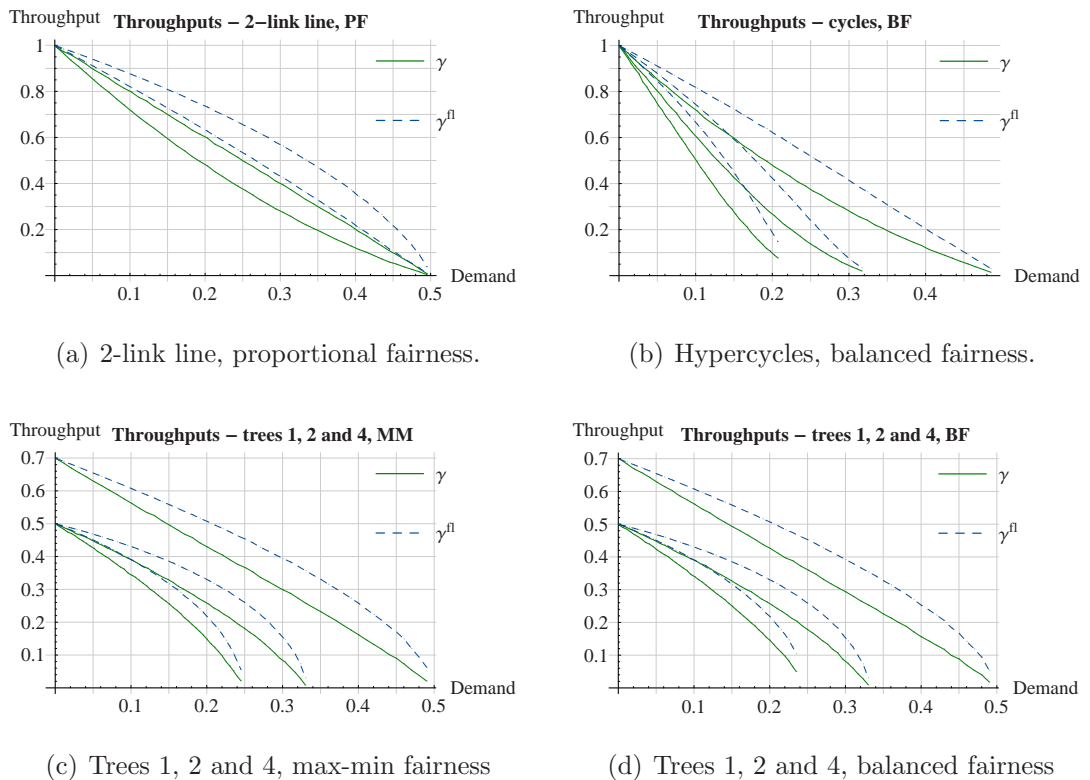 Throughput
Throughputs – 2–link line, PF
1
0.8
0.6
0.4
0.2
0.1 0.2 0.3 0.4 0.5
Demand
γ
γfl
(a) 2-link line, proportional fairness.
Throughput
Throughputs – cycles, BF
1
0.8
0.6
0.4
0.2
0.1 0.2 0.3 0.4
Demand
γ
γfl
(b) Hypercycles, balanced fairness.
Throughput
Throughputs – trees 1, 2 and 4, MM
0.7
0.6
0.5
0.4
0.3
0.2
0.1
0.1 0.2 0.3 0.4 0.5
Demand
γ
γfl
(c) Trees 1, 2 and 4, max-min fairness
Throughput
Throughputs – trees 1, 2 and 4, BF
0.7
0.6
0.5
0.4
0.3
0.2
0.1
0.1 0.2 0.3 0.4 0.5
Demand
γ
γfl
(d) Trees 1, 2 and 4, balanced fairness